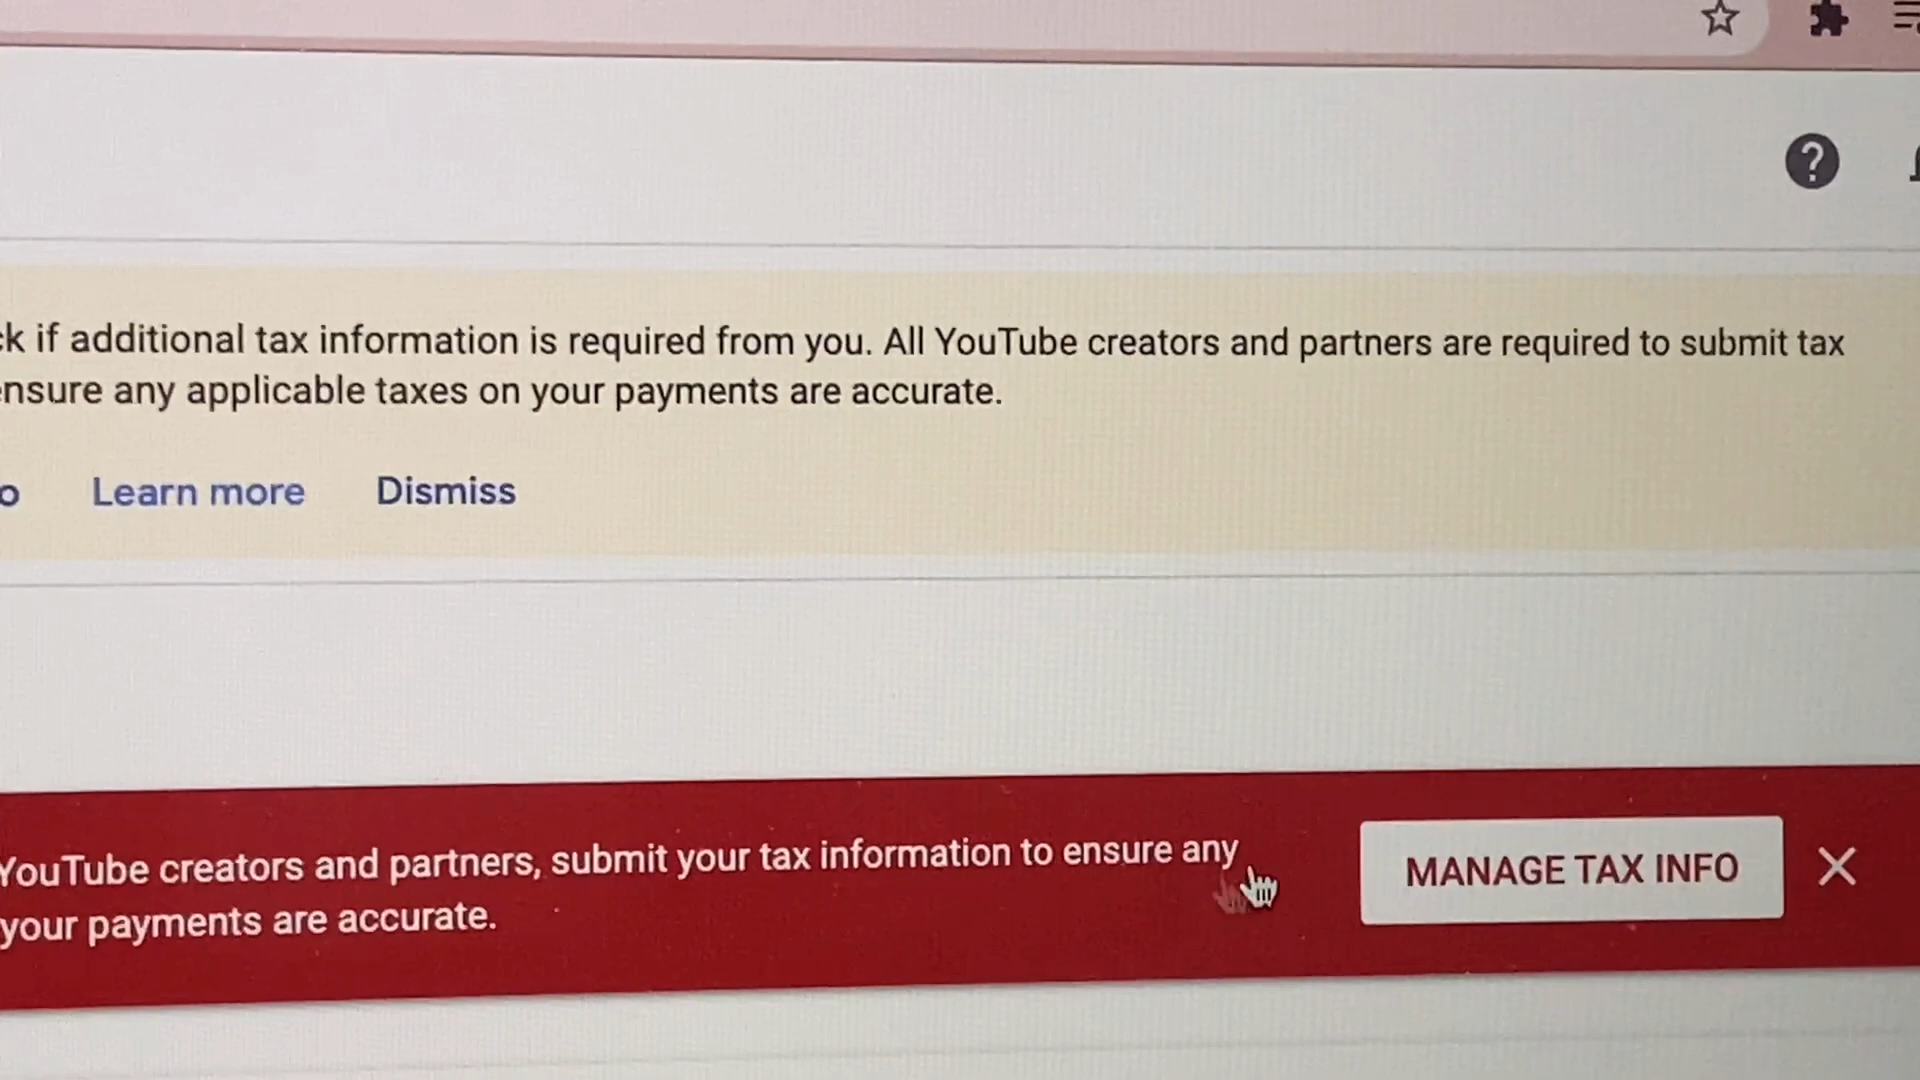 if additional tax information is required from you. All YouTube creators and partners are required to submit tax
any applicable taxes on your payments are accurate.
Learn more Dismiss
YouTube creators and partners, submit your tax information to ensure any
your payments are accurate.
MANAGE TAX INFO